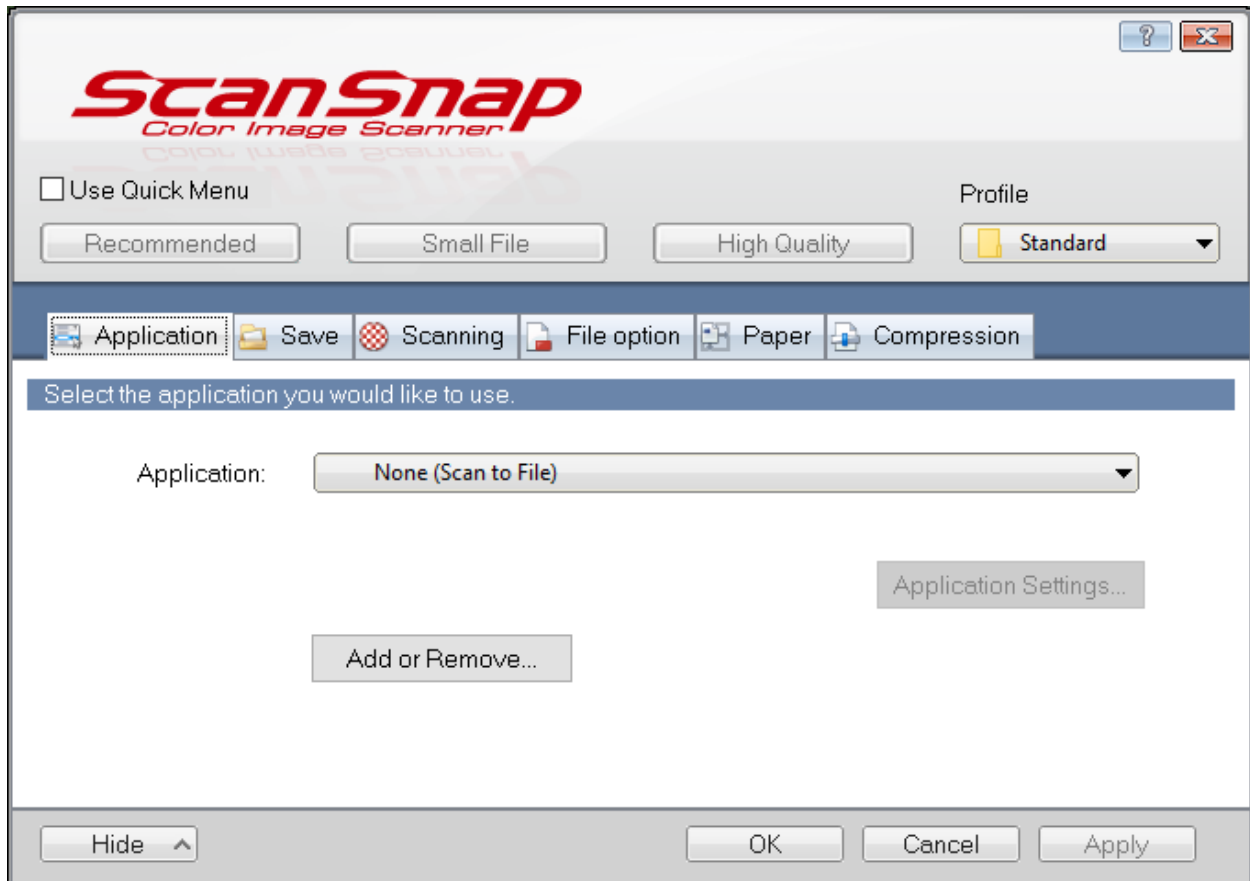 ScanSnap
Color Image Scanner
Use Quick Menu
Profile
Recommended
Small File
High Quality
Standard
Application
Save
Scanning
File option
Paper
Compression
Select the application you would like to use.
Application:
None (Scan to File)
Application Settings...
Add or Remove...
Hide
OK
Cancel
Apply